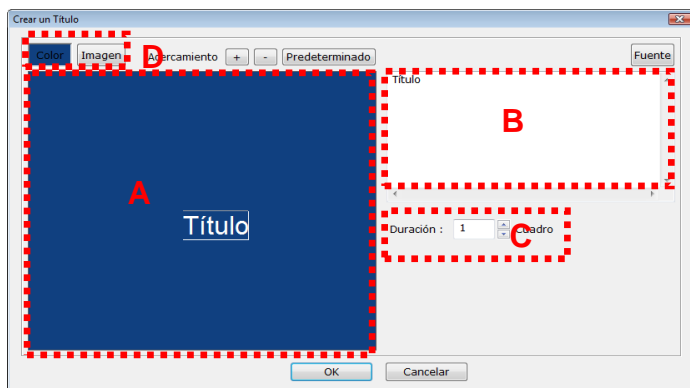 Crear un Título
Color Imagen D Acercamiento + - Predeterminado Fuente
Título
B
A
Título
Duración : 1 Cuadro
C
OK Cancelar